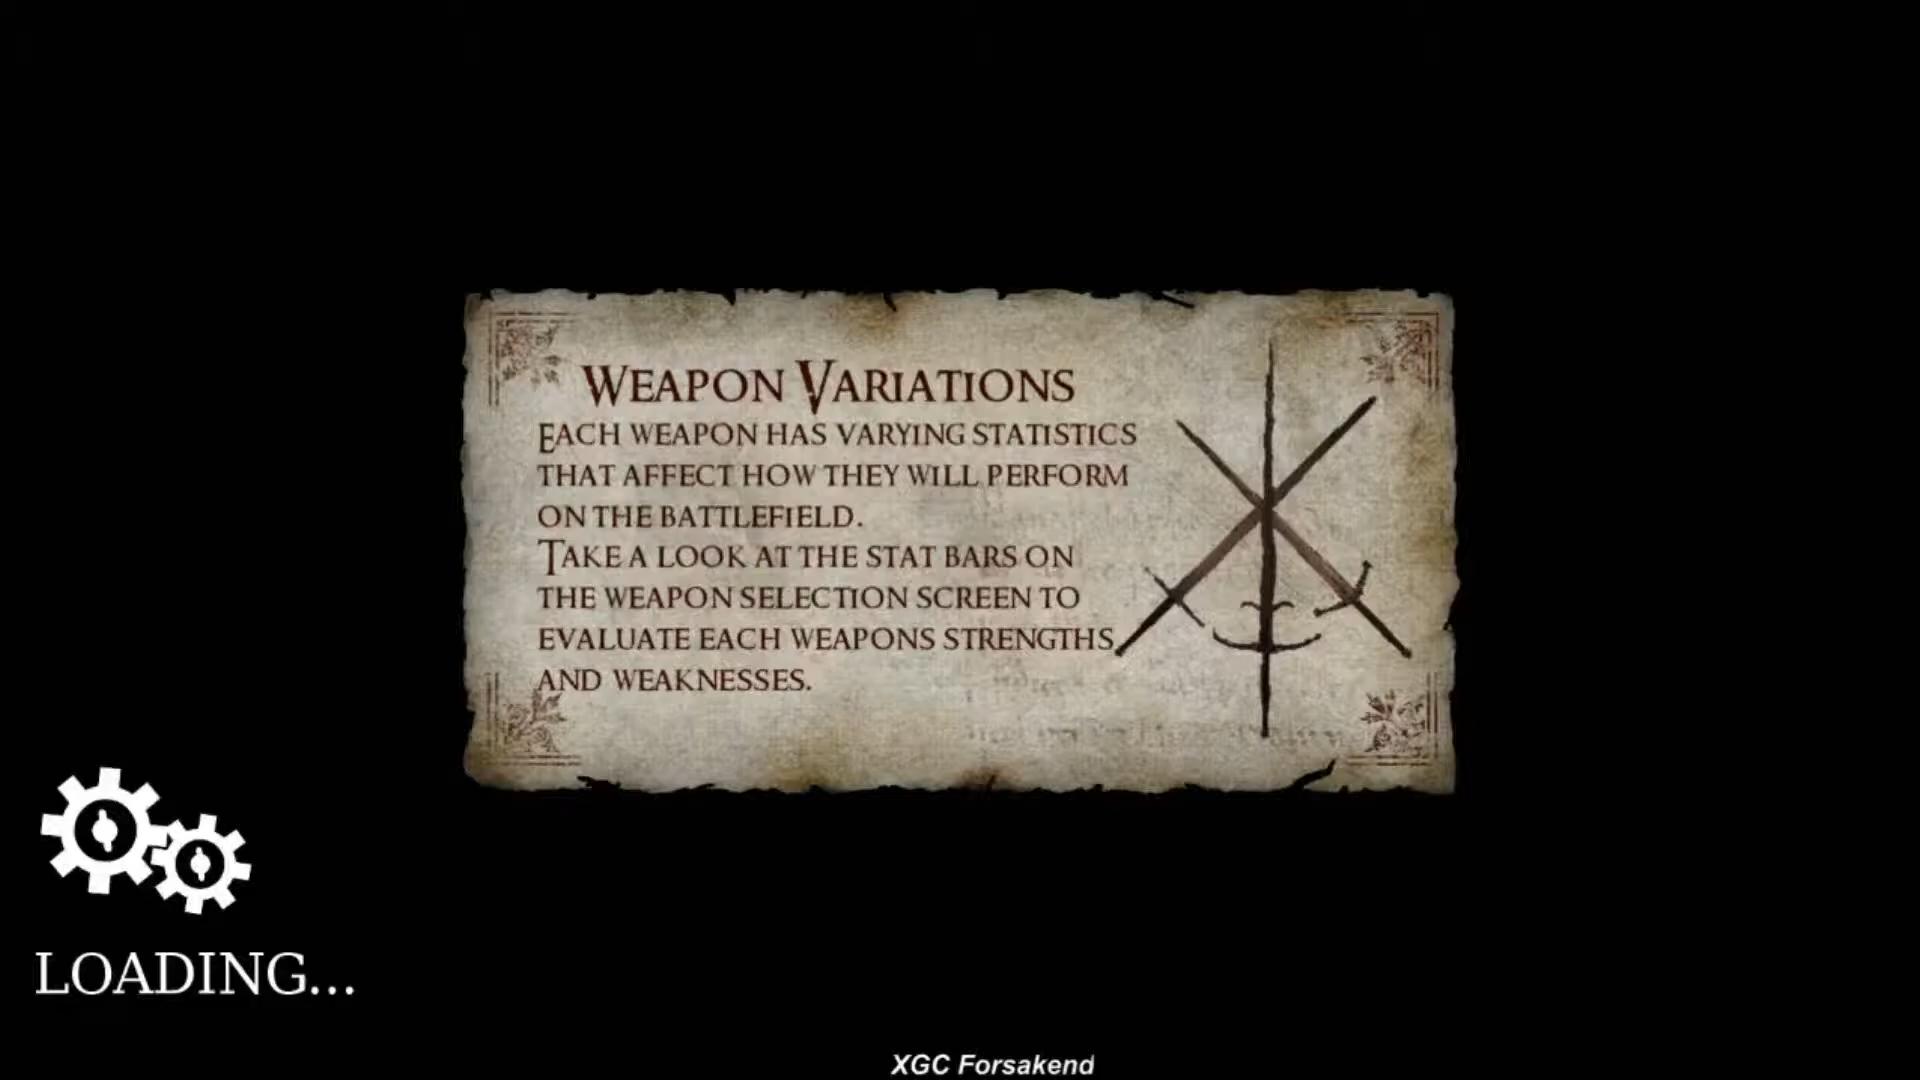 WEAPON VARIATIONS
EACH WEAPON HAS VARYING STATISTICS
THAT AFFECT HOW THEY WILL PERFORM
ON THE BATTLEFIELD.
TAKE A LOOK AT THE STAT BARS ON
THE WEAPON SELECTION SCREEN TO
EVALUATE EACH WEAPONS STRENGTHS
AND WEAKNESSES.
LOADING...
XGC Forsakend